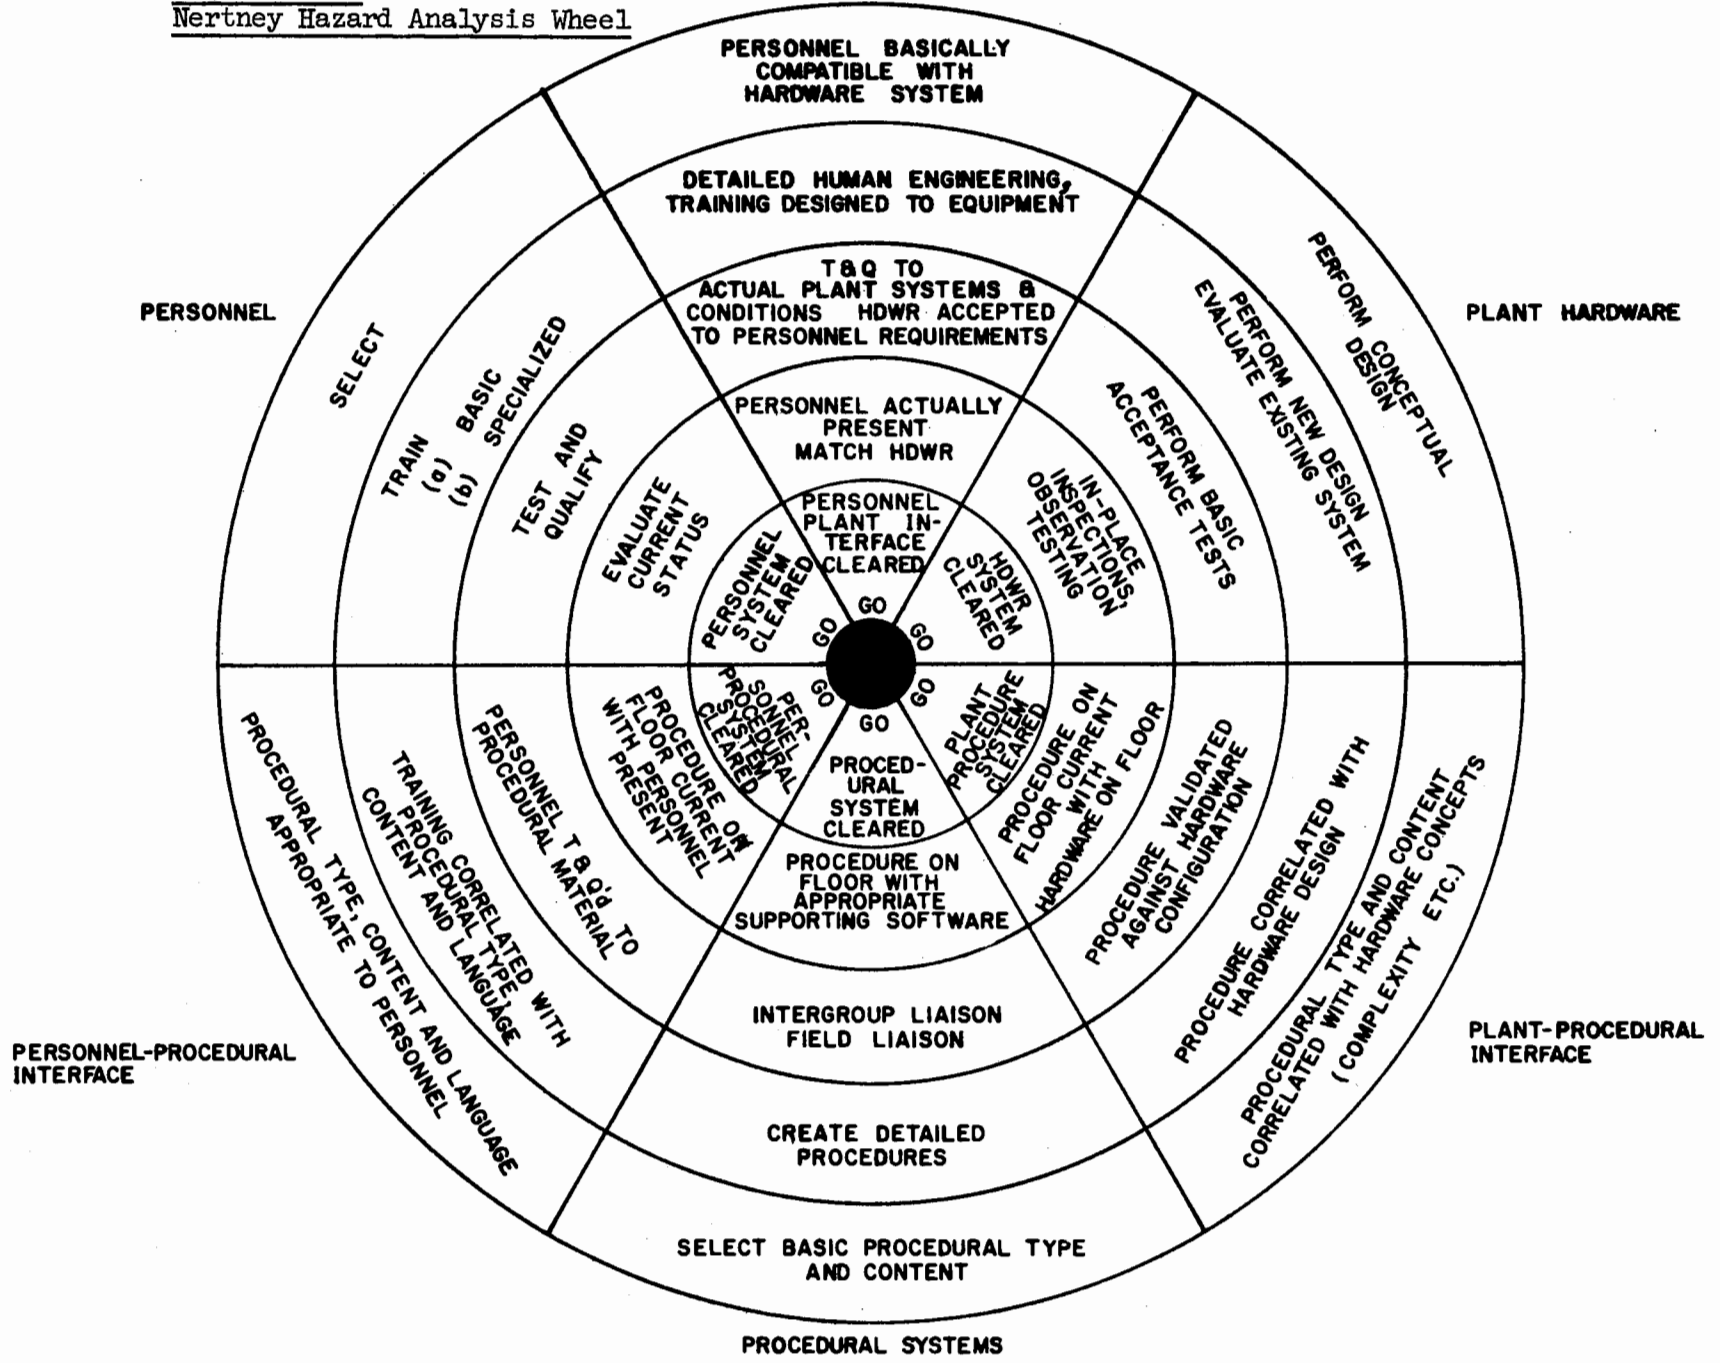 Nertney Hazard Analysis Wheel
PERSONNEL BASICALLY
COMPATIBLE WITH
HARDWARE SYSTEM
DETAILED HUMAN ENGINEERING,
TRAINING DESIGNED TO EQUIPMENT
T & Q TO
ACTUAL PLANT SYSTEMS &
CONDITIONS HDWR ACCEPTED
TO PERSONNEL REQUIREMENTS
PERSONNEL ACTUALLY
PRESENT
MATCH HDWR
PERSONNEL
PLANT IN-
TERFACE
CLEARED
GO
PLANT HARDWARE
PERFORM CONCEPTUAL
DESIGN
PERFORM NEW DESIGN
EVALUATE EXISTING SYSTEM
PERFORM BASIC
ACCEPTANCE TESTS
IN-PLACE
INSPECTIONS,
OBSERVATION
TESTING
HDWR
SYSTEM
CLEARED
GO
PLANT-PROCEDURAL
INTERFACE
PROCEDURAL TYPE AND CONTENT
CORRELATED WITH HARDWARE CONCEPTS
(COMPLEXITY ETC.)
PROCEDURE CORRELATED WITH
HARDWARE DESIGN
PROCEDURE VALIDATED
AGAINST HARDWARE
CONFIGURATION
PROCEDURE ON
FLOOR CURRENT
WITH
HARDWARE ON FLOOR
PLANT
PROCEDURE
SYSTEM
CLEARED
GO
PROCED-
URAL
SYSTEM
CLEARED
GO
PROCEDURE ON
FLOOR WITH
APPROPRIATE
SUPPORTING SOFTWARE
INTERGROUP LIAISON
FIELD LIAISON
CREATE DETAILED
PROCEDURES
SELECT BASIC PROCEDURAL TYPE
AND CONTENT
PROCEDURAL SYSTEMS
PERSONNEL-PROCEDURAL
INTERFACE
PROCEDURAL TYPE, CONTENT AND LANGUAGE
APPROPRIATE TO PERSONNEL
TRAINING CORRELATED WITH
PROCEDURAL TYPE,
CONTENT AND LANGUAGE
PERSONNEL T & Q'd TO
PROCEDURAL MATERIAL
PROCEDURE ON
FLOOR CURRENT
WITH PERSONNEL
PRESENT
PER-
SONNEL
PROCEDURAL
SYSTEM
CLEARED
GO
PERSONNEL
SELECT
TRAIN
(a) BASIC
(b) SPECIALIZED
TEST AND
QUALIFY
EVALUATE
CURRENT
STATUS
PERSONNEL
SYSTEM
CLEARED
GO